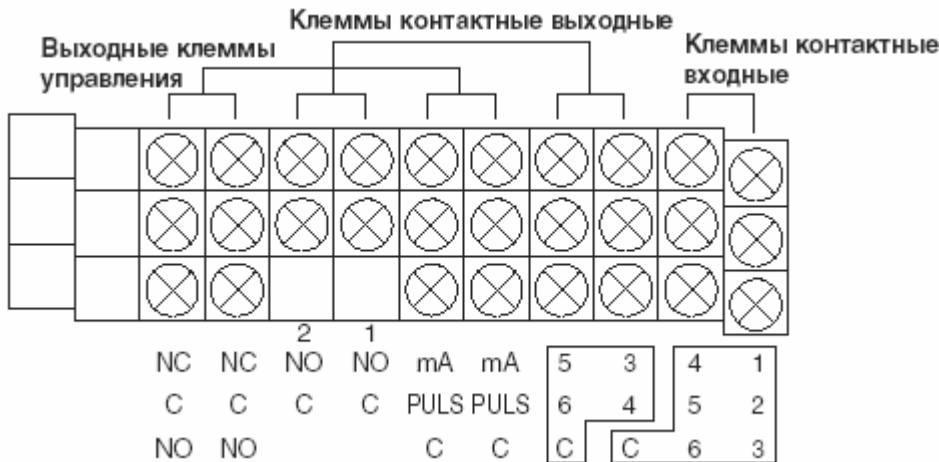 Клеммы контактные выходные
Выходные клеммы
управления
Клеммы контактные
входные
2 1
NC NC NO NO mA mA 5 3 4 1
C C C C PULS PULS 6 4 5 2
NO NO C C C C 6 3